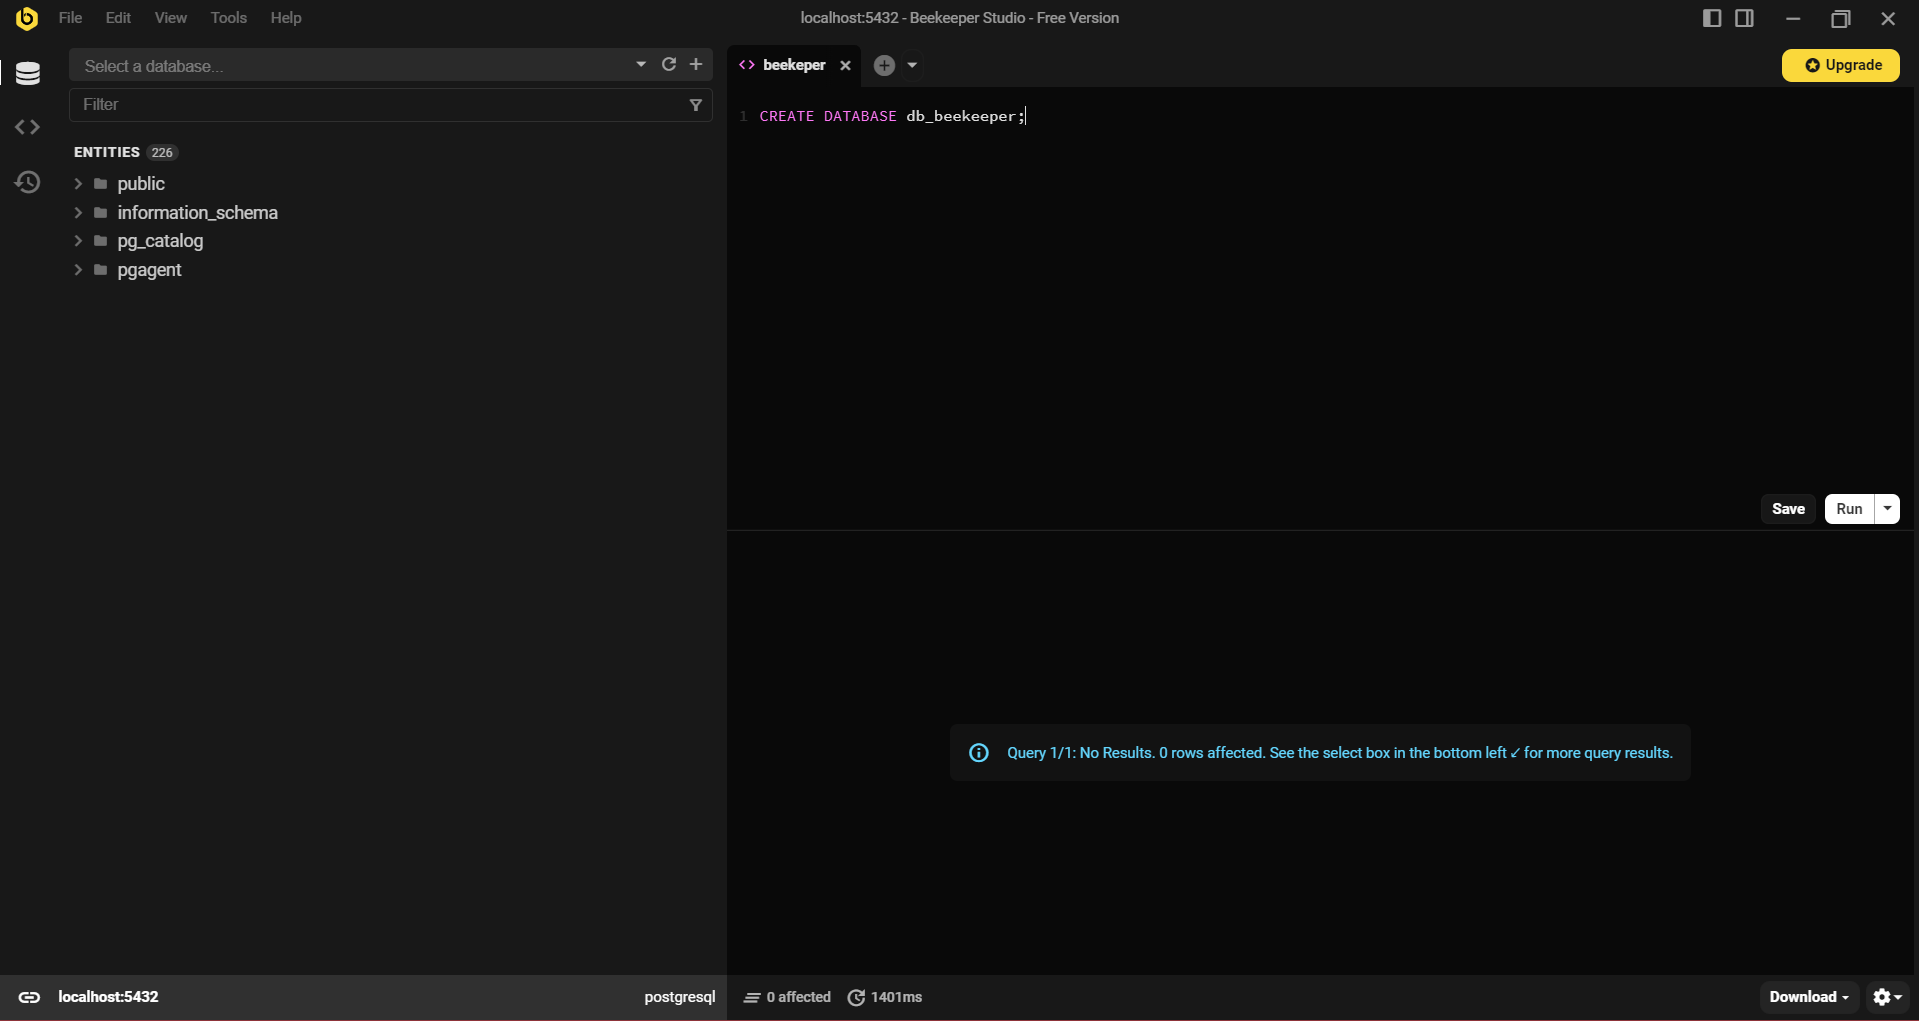 File Edit View Tools Help
localhost:5432 - Beekeeper Studio - Free Version
Select a database...
Filter
ENTITIES 226
public
information_schema
pg_catalog
pgagent
beekeper
Upgrade
1 CREATE DATABASE db_beekeeper;
Save Run
Query 1/1: No Results. 0 rows affected. See the select box in the bottom left ↙ for more query results.
localhost:5432 postgresql 0 affected 1401ms Download